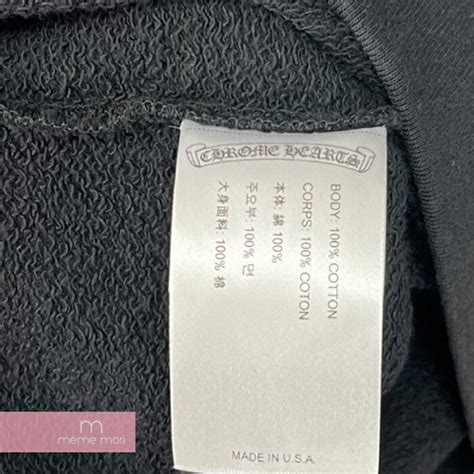 CHROME HEARTS
BODY: 100% COTTON
CORPS: 100% COTON
本体: 綿 100%
주요부: 100% 면
大身面料: 100% 棉
MADE IN U.S.A.
m
meme mori